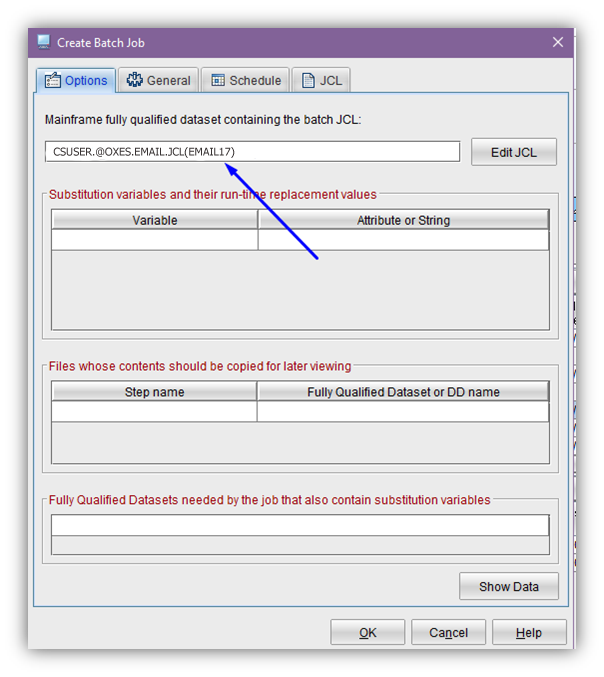 Create Batch Job
Options General Schedule JCL
Mainframe fully qualified dataset containing the batch JCL:
CSUSER.@OXES.EMAIL.JCL(EMAIL17) Edit JCL
Substitution variables and their run-time replacement values
Variable Attribute or String
Files whose contents should be copied for later viewing
Step name Fully Qualified Dataset or DD name
Fully Qualified Datasets needed by the job that also contain substitution variables
Show Data
OK Cancel Help